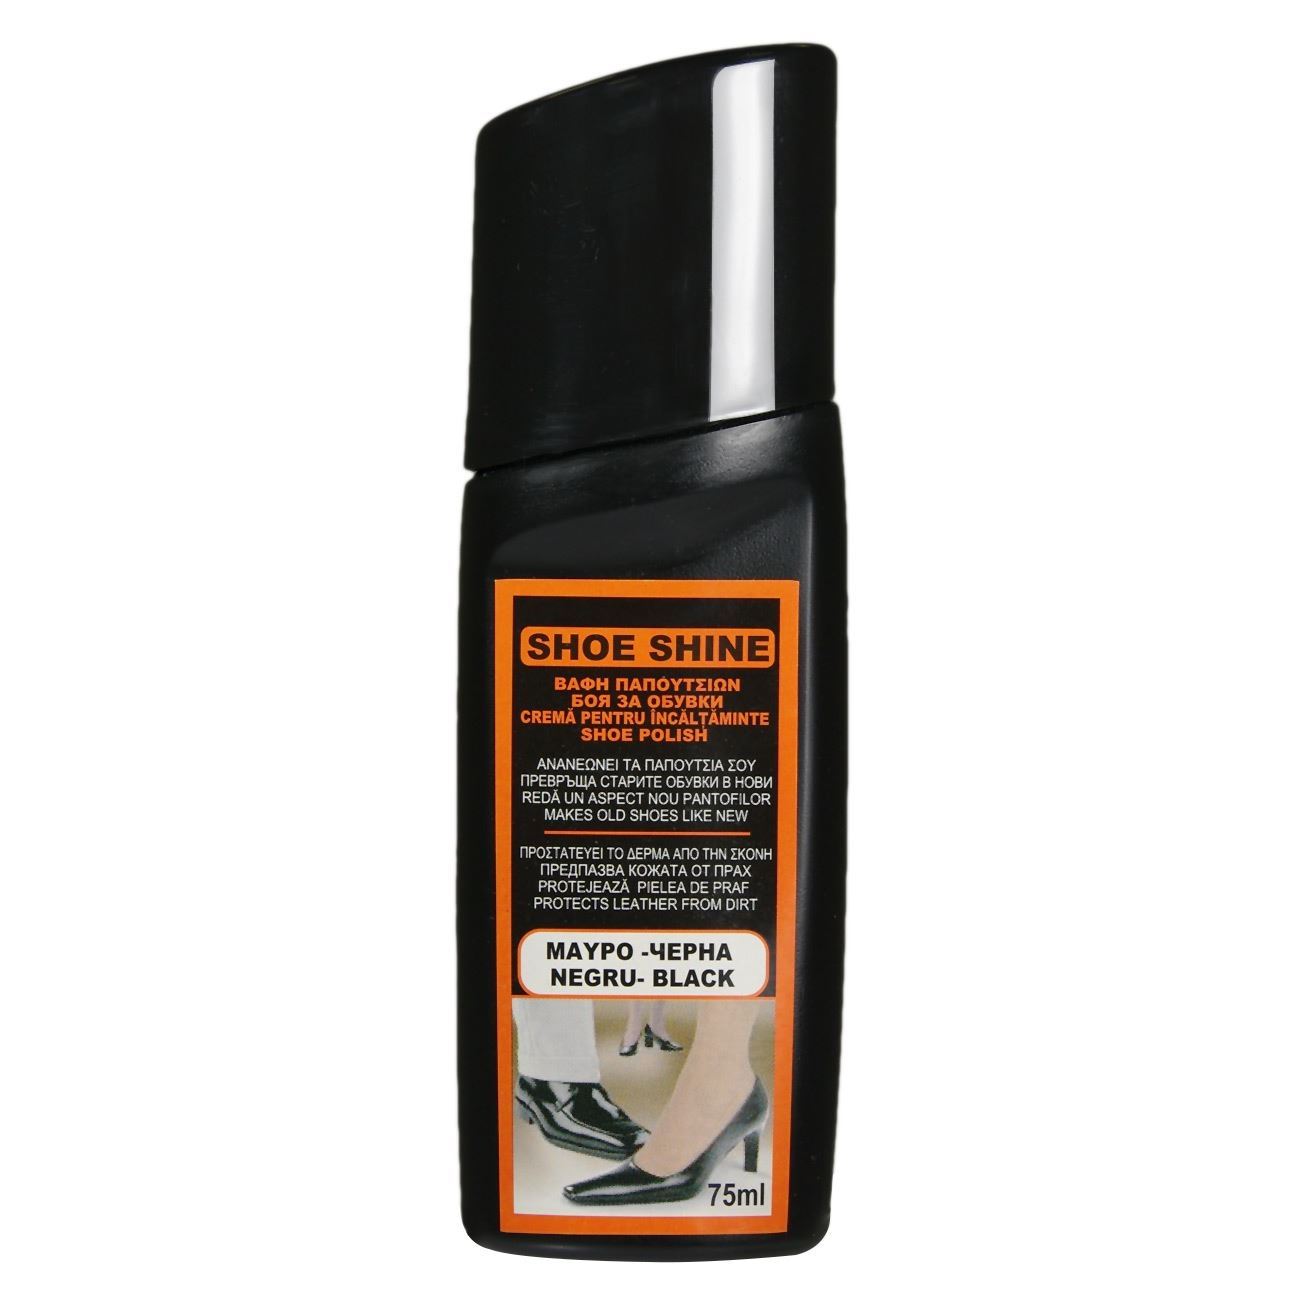 SHOE SHINE
ΒΑΦΗ ΠΑΠΟΥΤΣΙΩΝ
БОЯ ЗА ОБУВКИ
CREMĂ PENTRU ÎNCĂLȚĂMINTE
SHOE POLISH
ΑΝΑΝΕΩΝΕΙ ΤΑ ΠΑΠΟΥΤΣΙΑ ΣΟΥ
ПРЕВРЪЩА СТАРИТЕ ОБУВКИ В НОВИ
REDĂ UN ASPECT NOU PANTOFILOR
MAKES OLD SHOES LIKE NEW
ΠΡΟΣΤΑΤΕΥΕΙ ΤΟ ΔΕΡΜΑ ΑΠΟ ΤΗΝ ΣΚΟΝΗ
ПРЕДПАЗВА КОЖАТА ОТ ПРАХ
PROTEJEAZĂ PIELEA DE PRAF
PROTECTS LEATHER FROM DIRT
ΜΑΥΡΟ -ЧЕРНА
NEGRU- BLACK
75ml